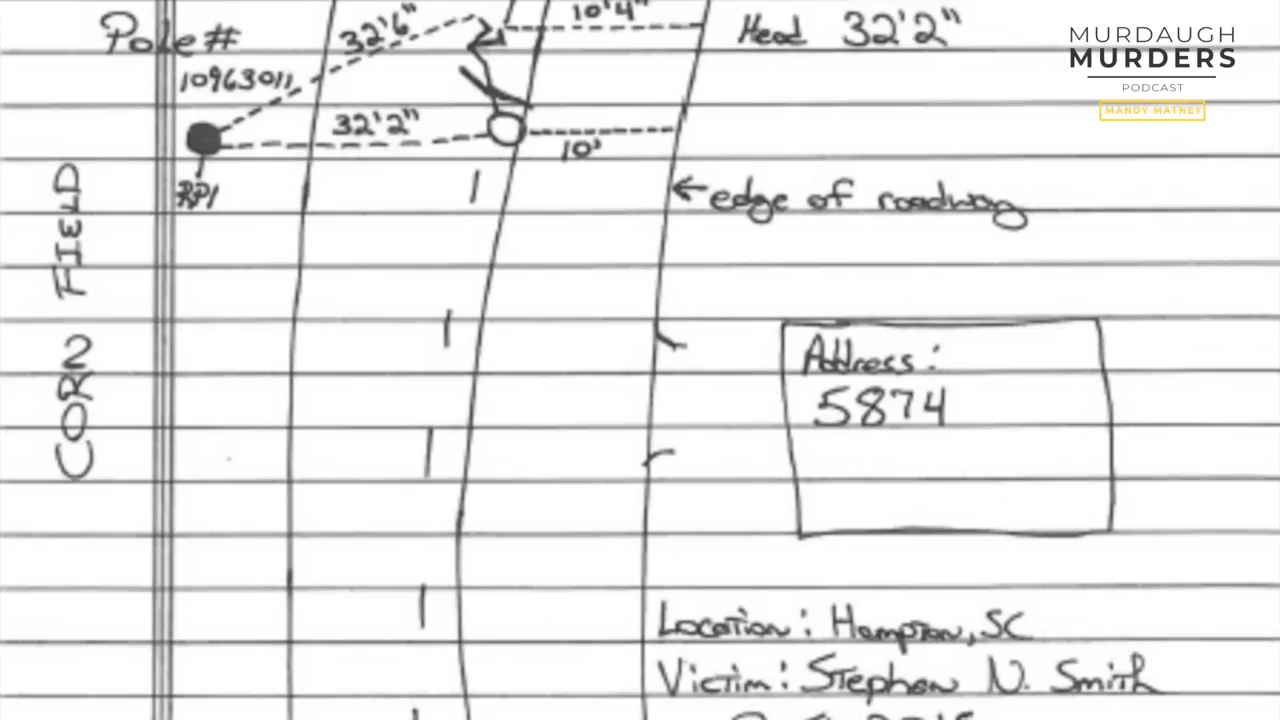 Pole#
10963011
32'6"
10'4"
Head 32'2"
MURDAUGH
MURDERS
PODCAST
MANDY MATNEY
32'2"
10'
RP1
←edge of roadway
CORN FIELD
Address:
5874
Location: Hampton, SC
Victim: Stephen N. Smith